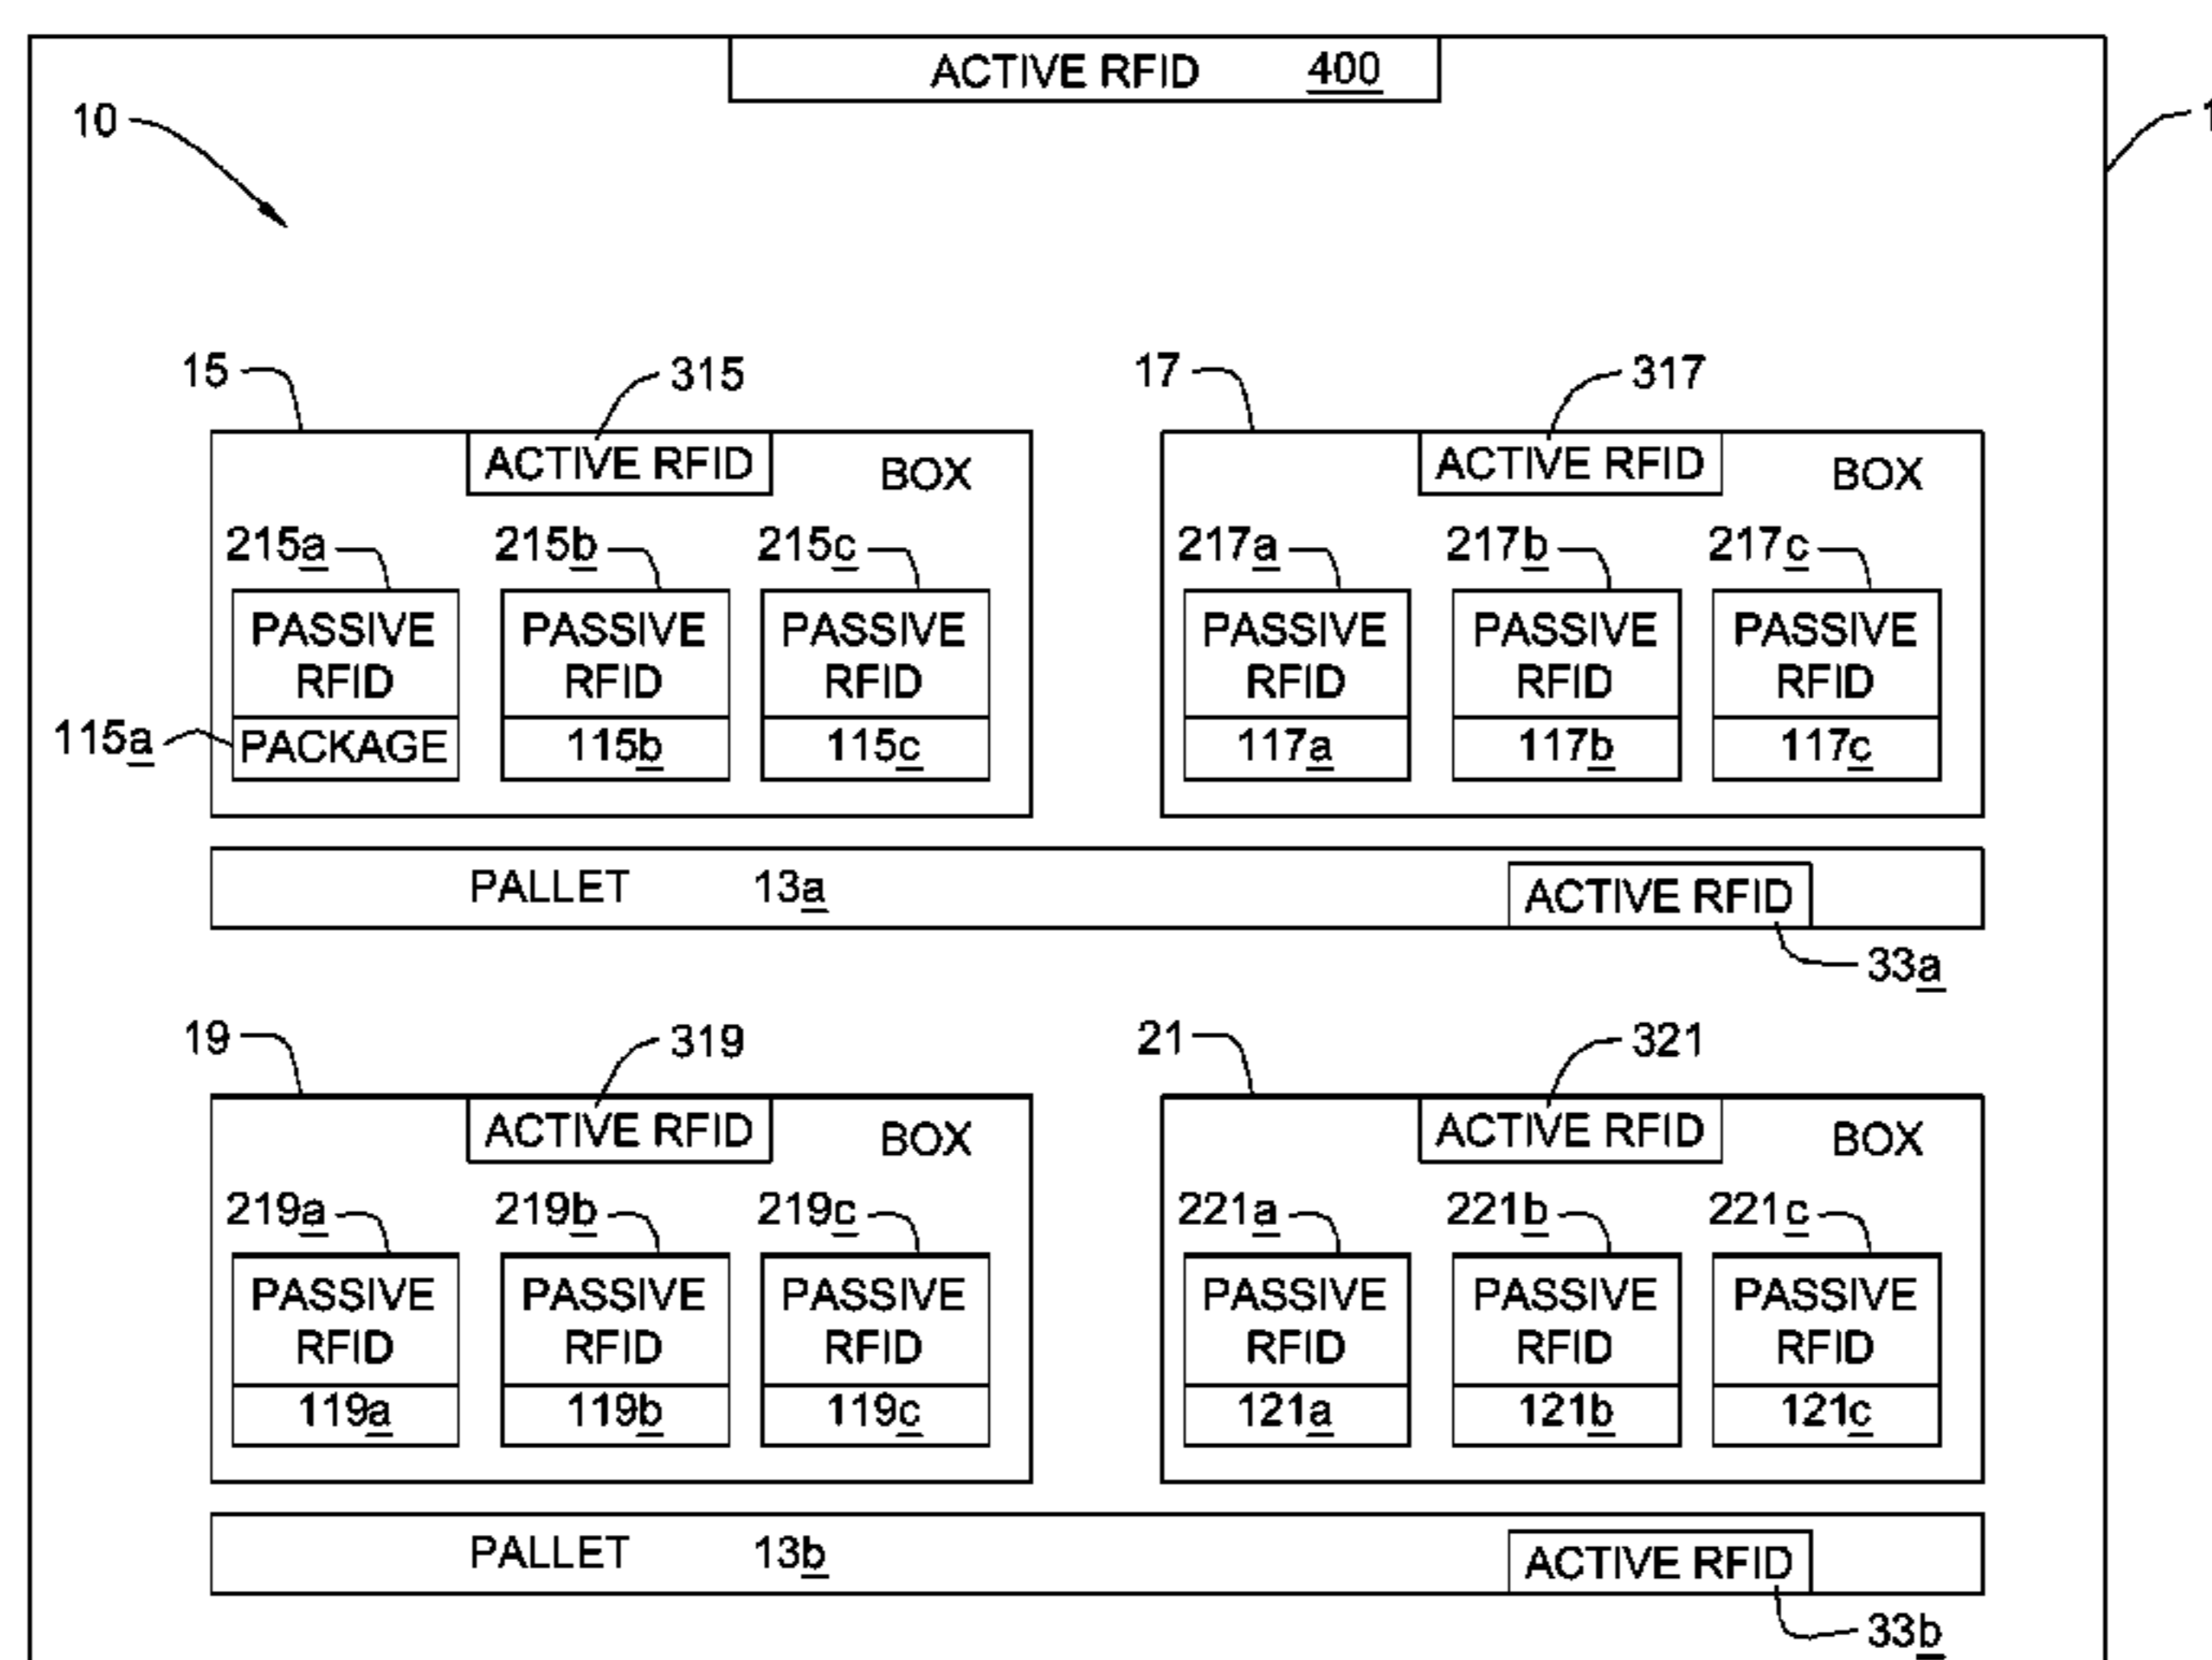 ACTIVE RFID 400
10
15
315
17
317
ACTIVE RFID BOX
ACTIVE RFID BOX
215a 215b 215c
217a 217b 217c
PASSIVE RFID
PASSIVE RFID
PASSIVE RFID
PASSIVE RFID
PASSIVE RFID
PASSIVE RFID
115a PACKAGE 115b 115c
117a 117b 117c
PALLET 13a ACTIVE RFID
33a
19
319
21
321
ACTIVE RFID BOX
ACTIVE RFID BOX
219a 219b 219c
221a 221b 221c
PASSIVE RFID
PASSIVE RFID
PASSIVE RFID
PASSIVE RFID
PASSIVE RFID
PASSIVE RFID
119a 119b 119c
121a 121b 121c
PALLET 13b ACTIVE RFID
33b